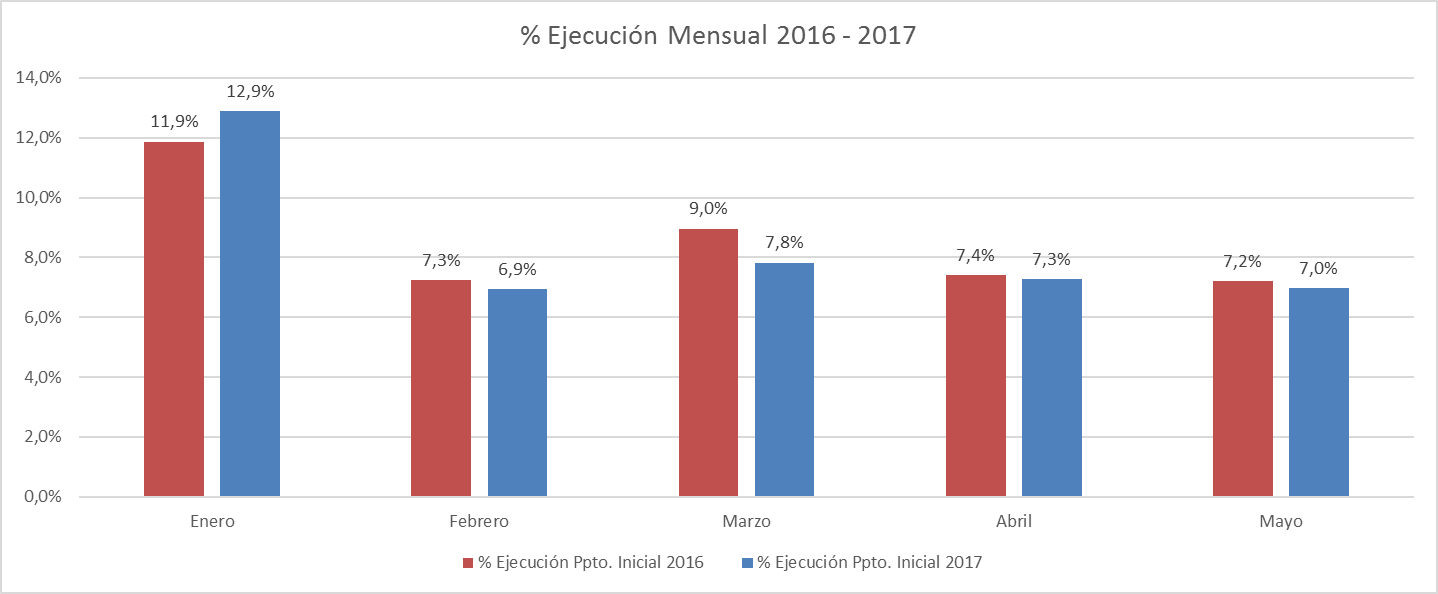 % Ejecución Mensual 2016 - 2017
14,0%
12,0%
10,0%
8,0%
6,0%
4,0%
2,0%
0,0%
11,9%
12,9%
7,3%
6,9%
9,0%
7,8%
7,4%
7,3%
7,2%
7,0%
Enero
Febrero
Marzo
Abril
Mayo
% Ejecución Ppto. Inicial 2016
% Ejecución Ppto. Inicial 2017